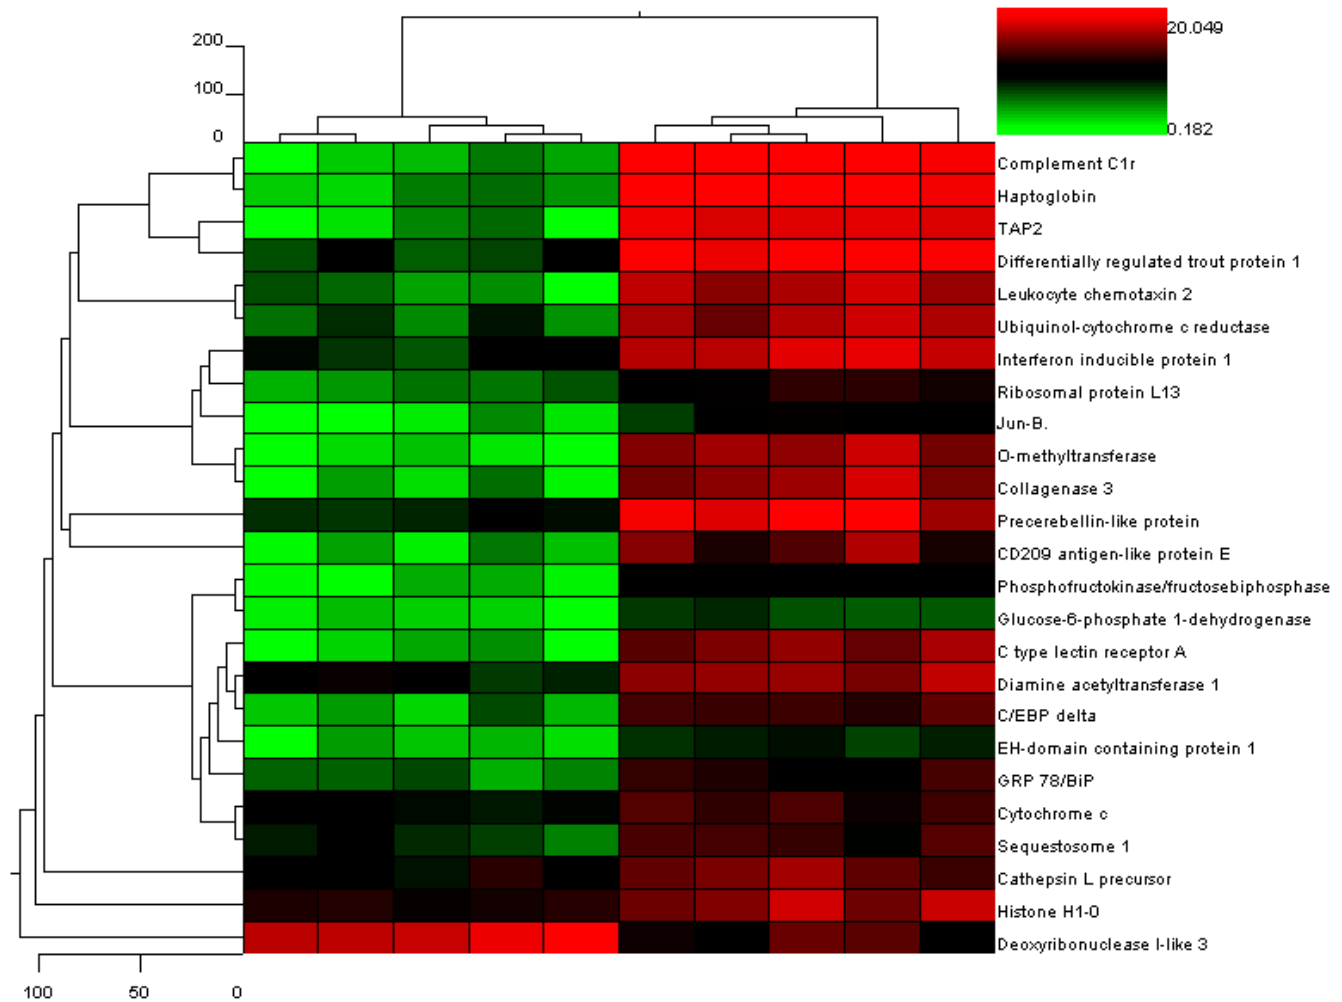 200
100
0
20.049
0.182
Complement C1r
Haptoglobin
TAP2
Differentially regulated trout protein 1
Leukocyte chemotaxin 2
Ubiquinol-cytochrome c reductase
Interferon inducible protein 1
Ribosomal protein L13
Jun-B.
O-methyltransferase
Collagenase 3
Precerebellin-like protein
CD209 antigen-like protein E
Phosphofructokinase/fructosebiphosphase
Glucose-6-phosphate 1-dehydrogenase
C type lectin receptor A
Diamine acetyltransferase 1
C/EBP delta
EH-domain containing protein 1
GRP 78/BiP
Cytochrome c
Sequestosome 1
Cathepsin L precursor
Histone H1-0
Deoxyribonuclease I-like 3
100 50 0